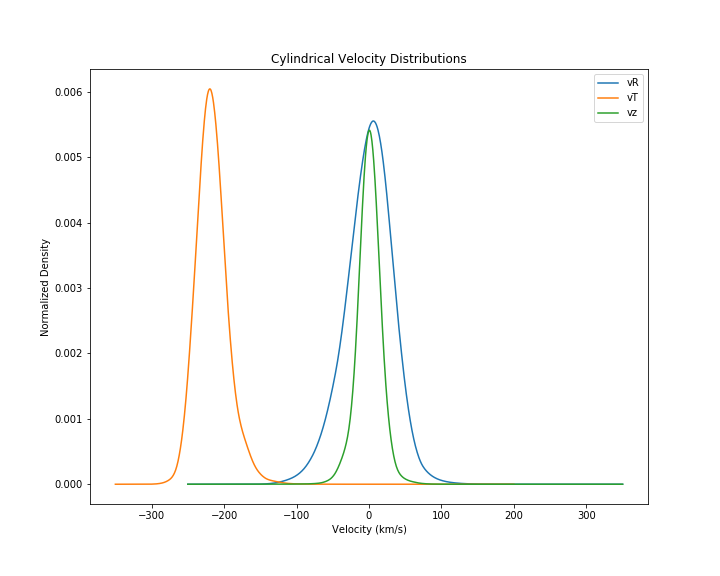 Cylindrical Velocity Distributions
vR
vT
vz
Normalized Density
0.006
0.005
0.004
0.003
0.002
0.001
0.000
−300 −200 −100 0 100 200 300
Velocity (km/s)